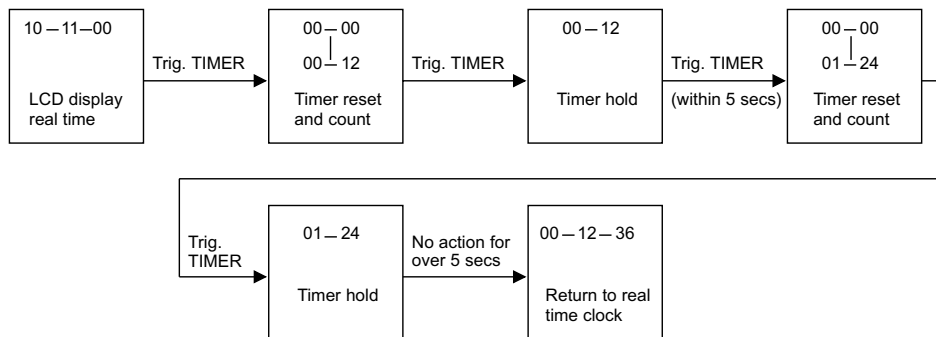 10–11–00
LCD display
real time
Trig. TIMER
00–00
00–12
Timer reset
and count
Trig. TIMER
00–12
Timer hold
Trig. TIMER
(within 5 secs)
00–00
01–24
Timer reset
and count
Trig.
TIMER
01–24
Timer hold
No action for
over 5 secs
00–12–36
Return to real
time clock